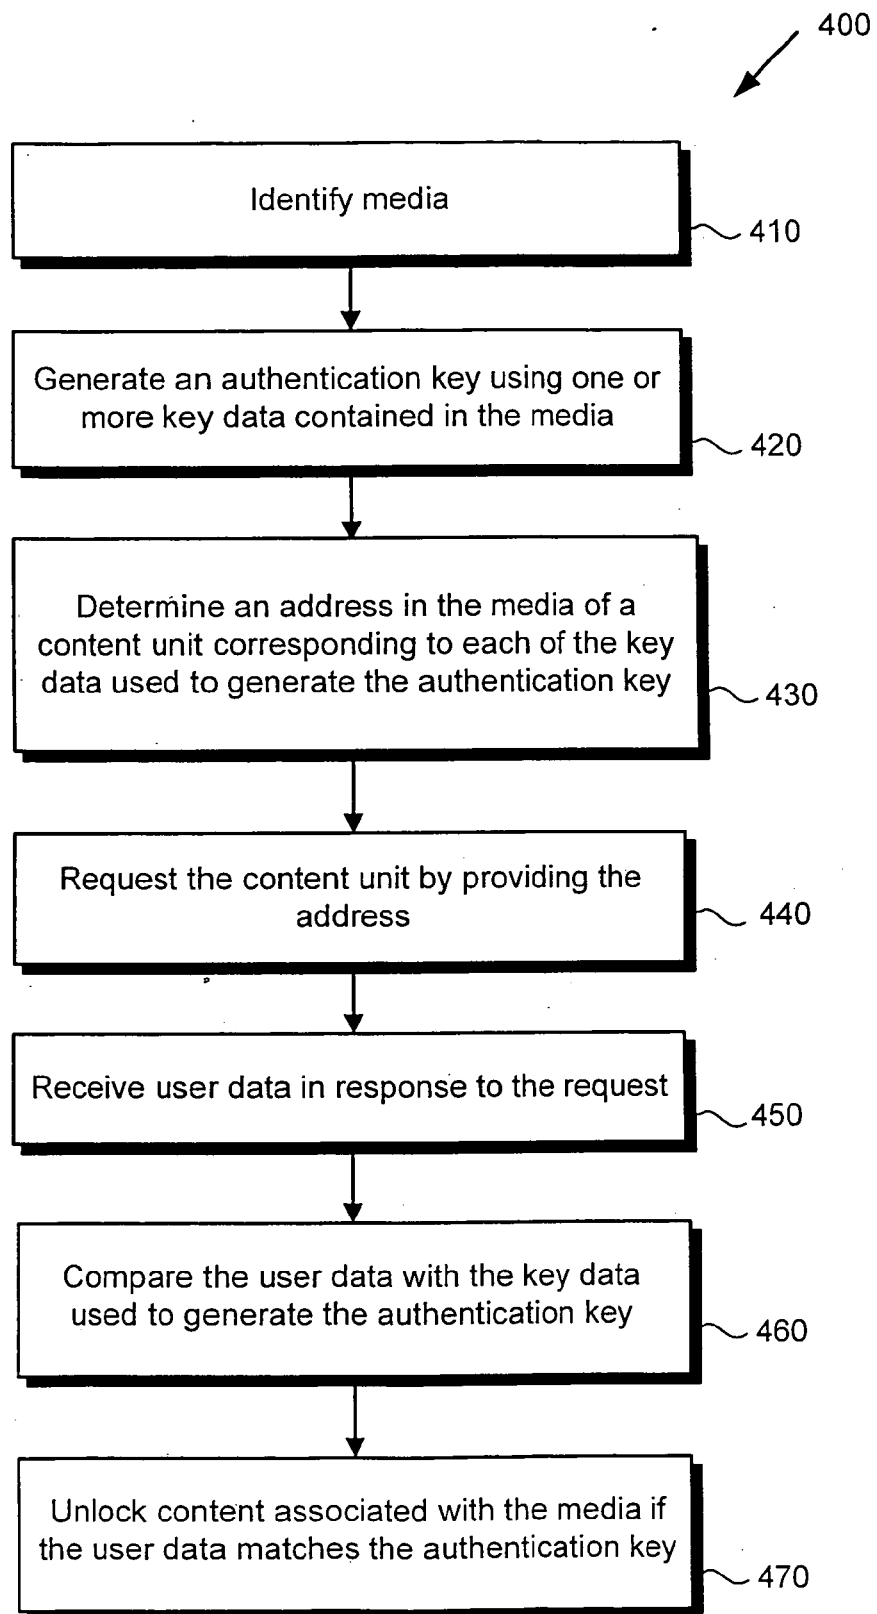 400
Identify media
410
Generate an authentication key using one or
more key data contained in the media
420
Determine an address in the media of a
content unit corresponding to each of the key
data used to generate the authentication key
430
Request the content unit by providing the
address
440
Receive user data in response to the request
450
Compare the user data with the key data
used to generate the authentication key
460
Unlock content associated with the media if
the user data matches the authentication key
470